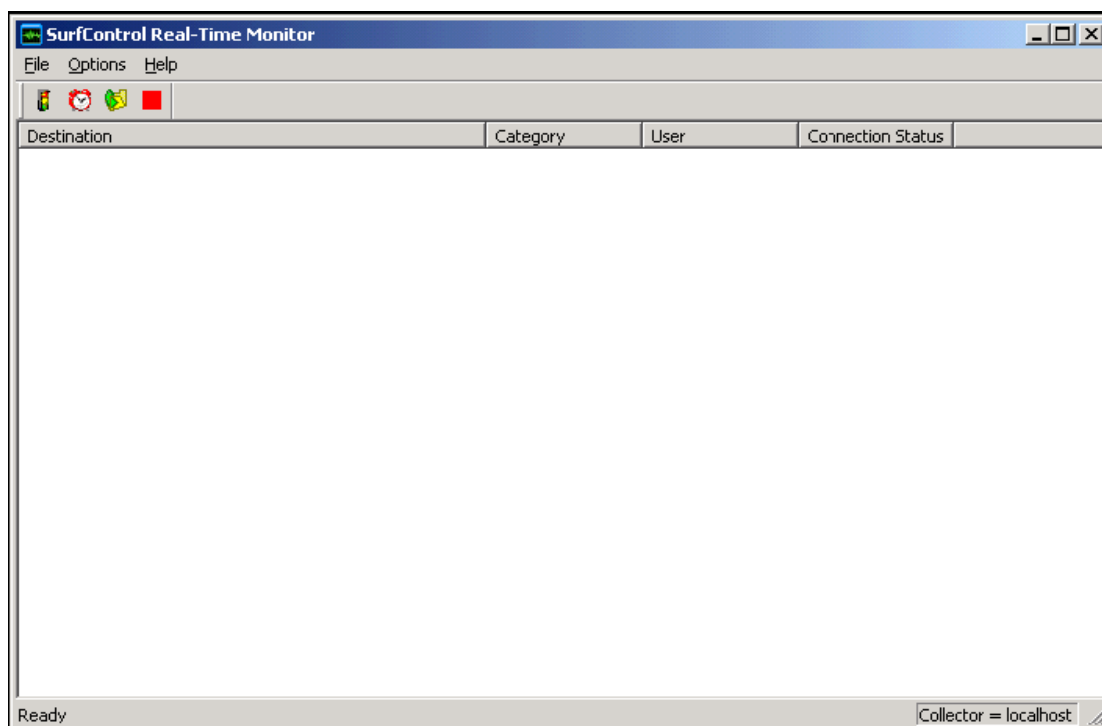 SurfControl Real-Time Monitor
File Options Help
Destination Category User Connection Status
Ready Collector = localhost